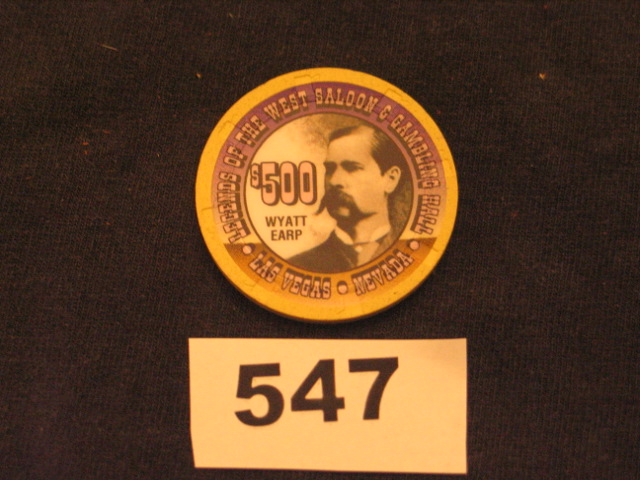 LEGENDS OF THE WEST SALOON & GAMBLING HALL
$500
WYATT
EARP
• LAS VEGAS • NEVADA •
547